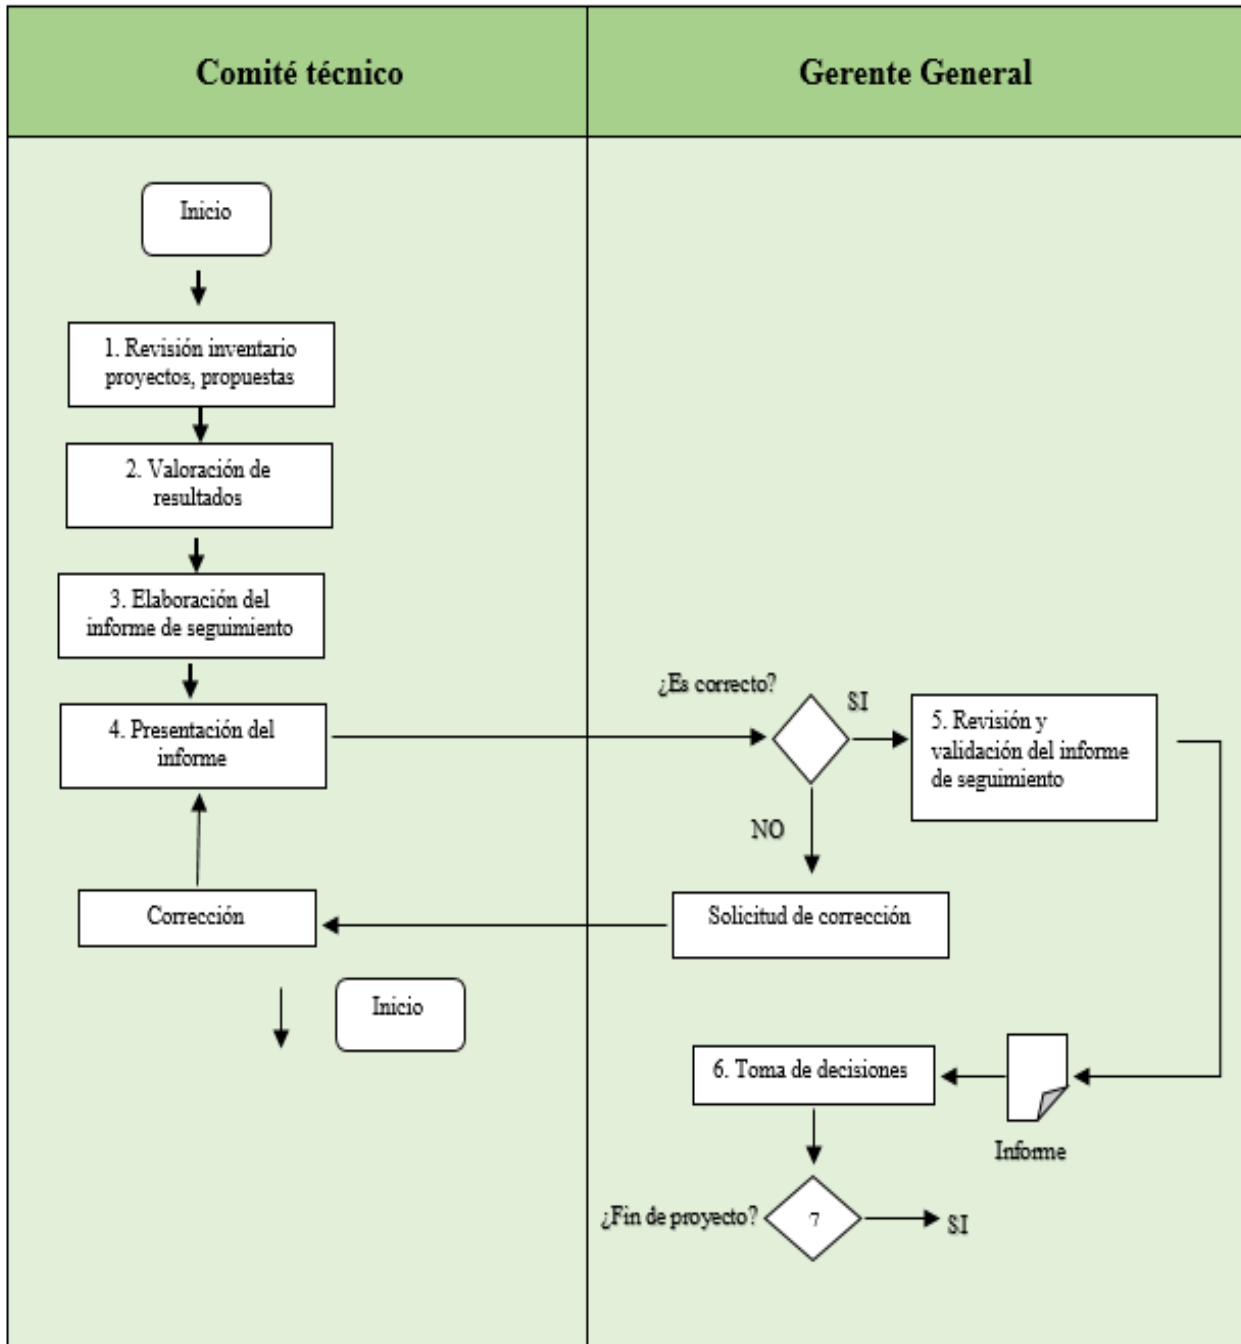 Comité técnico
Gerente General
Inicio
1. Revisión inventario
proyectos, propuestas
2. Valoración de
resultados
3. Elaboración del
informe de seguimiento
4. Presentación del
informe
¿Es correcto?
SI
5. Revisión y
validación del informe
de seguimiento
NO
Corrección
Solicitud de corrección
Inicio
6. Toma de decisiones
Informe
¿Fin de proyecto?
7
SI